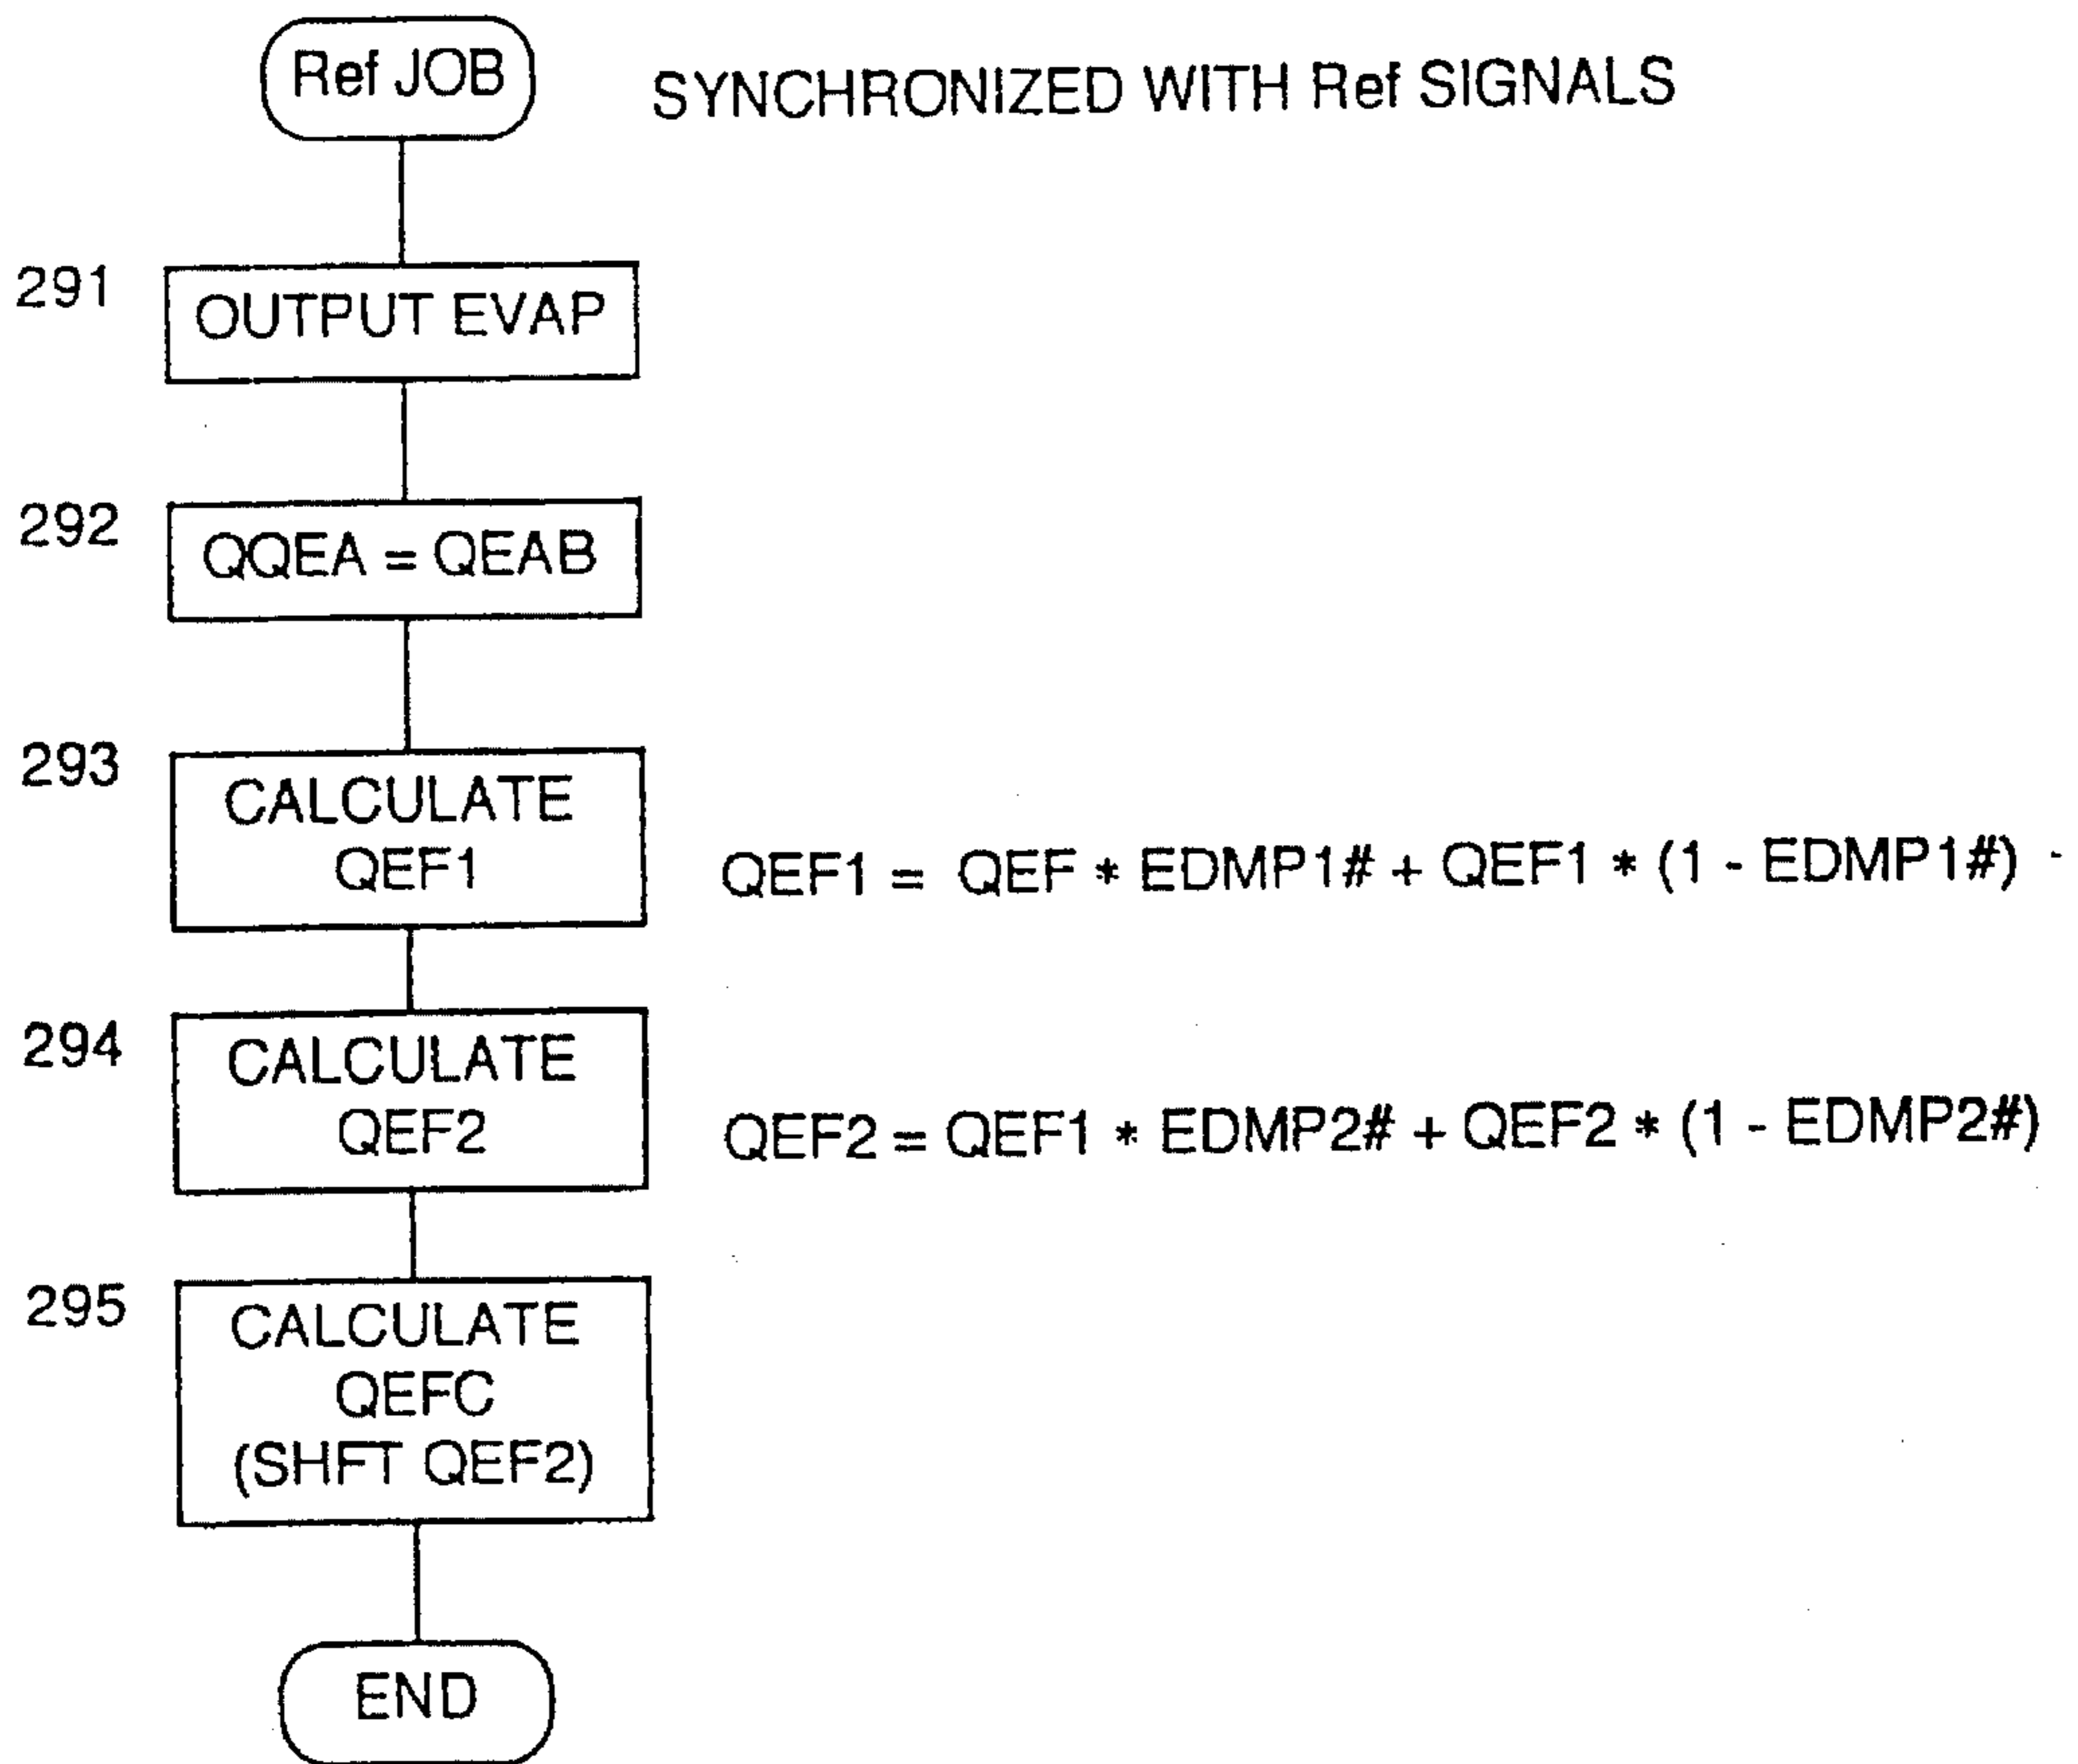 Ref JOB
SYNCHRONIZED WITH Ref SIGNALS
291
OUTPUT EVAP
292
QQEA = QEAB
293
CALCULATE
QEF1
QEF1 = QEF * EDMP1# + QEF1 * (1 - EDMP1#)
294
CALCULATE
QEF2
QEF2 = QEF1 * EDMP2# + QEF2 * (1 - EDMP2#)
295
CALCULATE
QEFC
(SHFT QEF2)
END